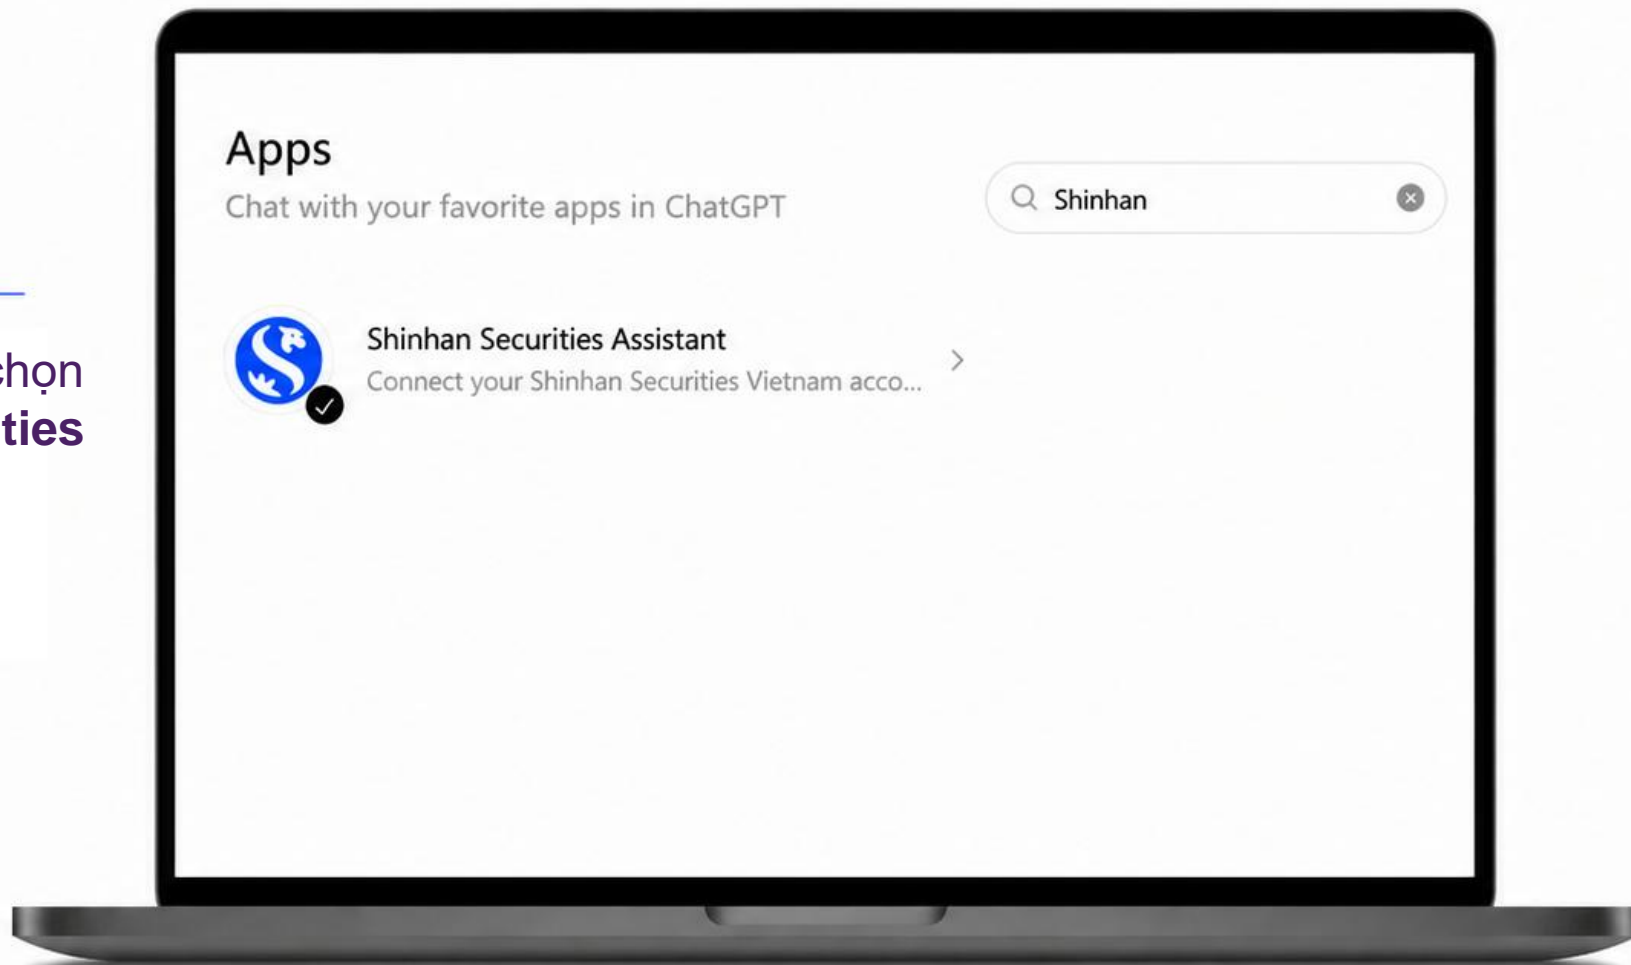 Apps
Chat with your favorite apps in ChatGPT
Shinhan
Shinhan Securities Assistant
Connect your Shinhan Securities Vietnam acco...
chọn
ties